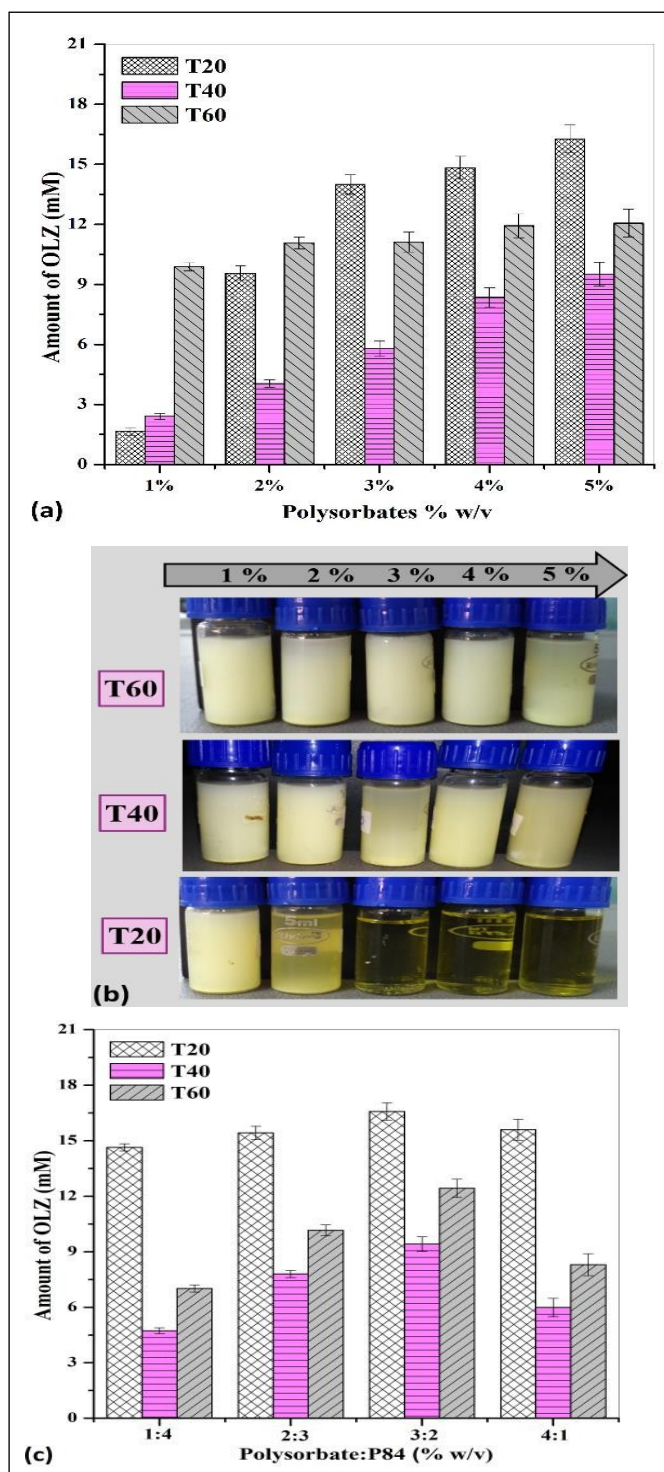 21
18
15
12
9
6
3
0
Amount of OLZ (mM)
T20
T40
T60
1% 2% 3% 4% 5%
Polysorbates % w/v
(a)
1 % 2 % 3 % 4 % 5 %
T60
T40
T20
5ml
(b)
21
18
15
12
9
6
3
0
Amount of OLZ (mM)
T20
T40
T60
1:4 2:3 3:2 4:1
Polysorbate:P84 (% w/v)
(c)